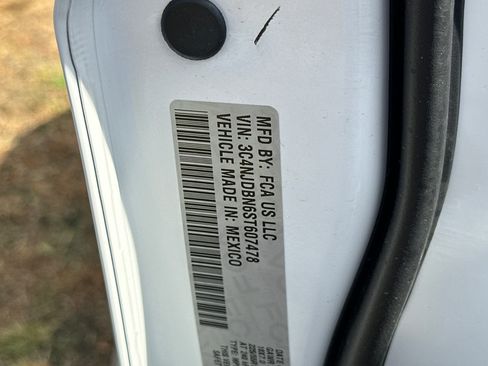 MFD BY: FCA US LLC
VIN: 3C4NJDBN6ST607478
VEHICLE MADE IN: MEXICO